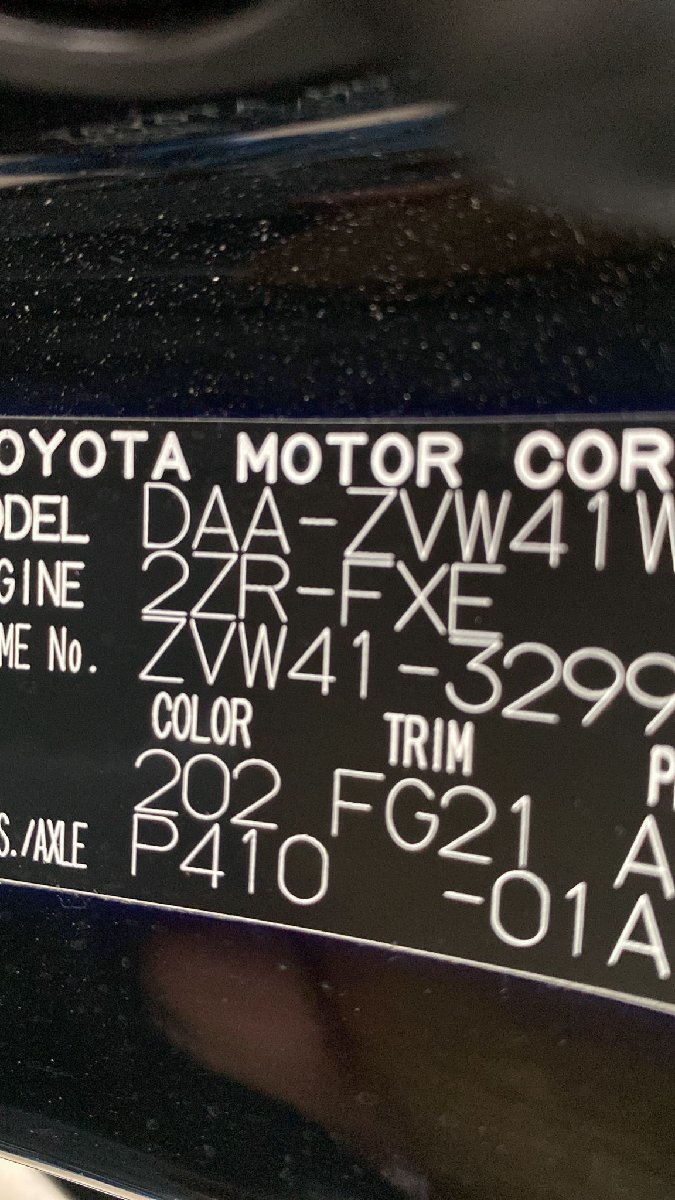 OYOTA MOTOR COR
ODEL DAA-ZVW41W
GINE 2ZR-FXE
ME No. ZVW41-3299
COLOR TRIM P
202 FG21 A
S./AXLE P410 -01A